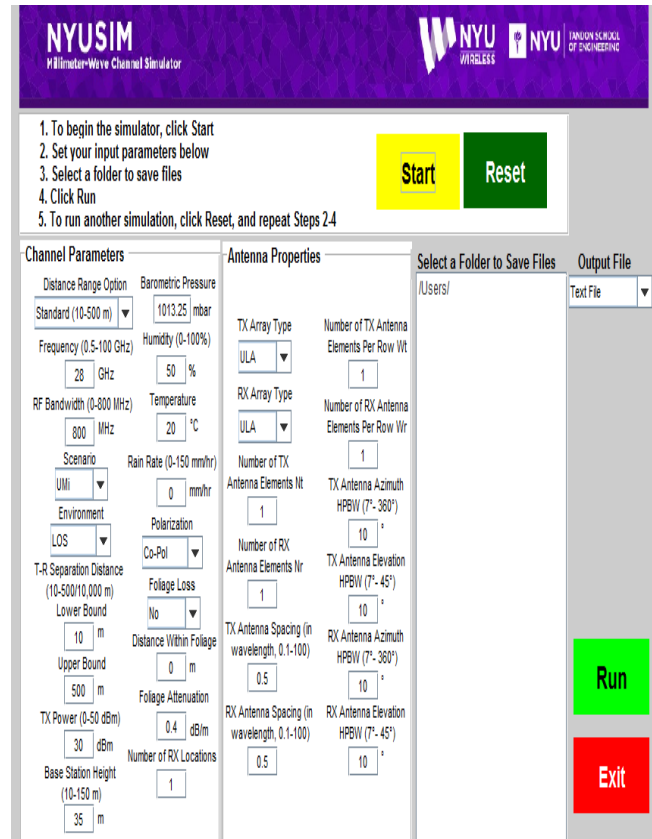 NYUSIM
Millimeter-Wave Channel Simulator
NYU
WIRELESS
NYU
TANDON SCHOOL
OF ENGINEERING
1. To begin the simulator, click Start
2. Set your input parameters below
3. Select a folder to save files
4. Click Run
5. To run another simulation, click Reset, and repeat Steps 2-4
Start
Reset
Channel Parameters
Distance Range Option
Standard (10-500 m)
Frequency (0.5-100 GHz)
28 GHz
RF Bandwidth (0-800 MHz)
800 MHz
Scenario
UMi
Environment
LOS
T-R Separation Distance
(10-500/10,000 m)
Lower Bound
10 m
Upper Bound
500 m
TX Power (0-50 dBm)
30 dBm
Base Station Height
(10-150 m)
35 m
Barometric Pressure
1013.25 mbar
Humidity (0-100%)
50 %
Temperature
20 °C
Rain Rate (0-150 mm/hr)
0 mm/hr
Polarization
Co-Pol
Foliage Loss
No
Distance Within Foliage
0 m
Foliage Attenuation
0.4 dB/m
Number of RX Locations
1
Antenna Properties
TX Array Type
ULA
RX Array Type
ULA
Number of TX
Antenna Elements Nt
1
Number of RX
Antenna Elements Nr
1
TX Antenna Spacing (in
wavelength, 0.1-100)
0.5
RX Antenna Spacing (in
wavelength, 0.1-100)
0.5
Number of TX Antenna
Elements Per Row Wt
1
Number of RX Antenna
Elements Per Row Wr
1
TX Antenna Azimuth
HPBW (7°- 360°)
10 °
TX Antenna Elevation
HPBW (7°- 45°)
10 °
RX Antenna Azimuth
HPBW (7°- 360°)
10 °
RX Antenna Elevation
HPBW (7°- 45°)
10 °
Select a Folder to Save Files
/Users/
Output File
Text File
Run
Exit